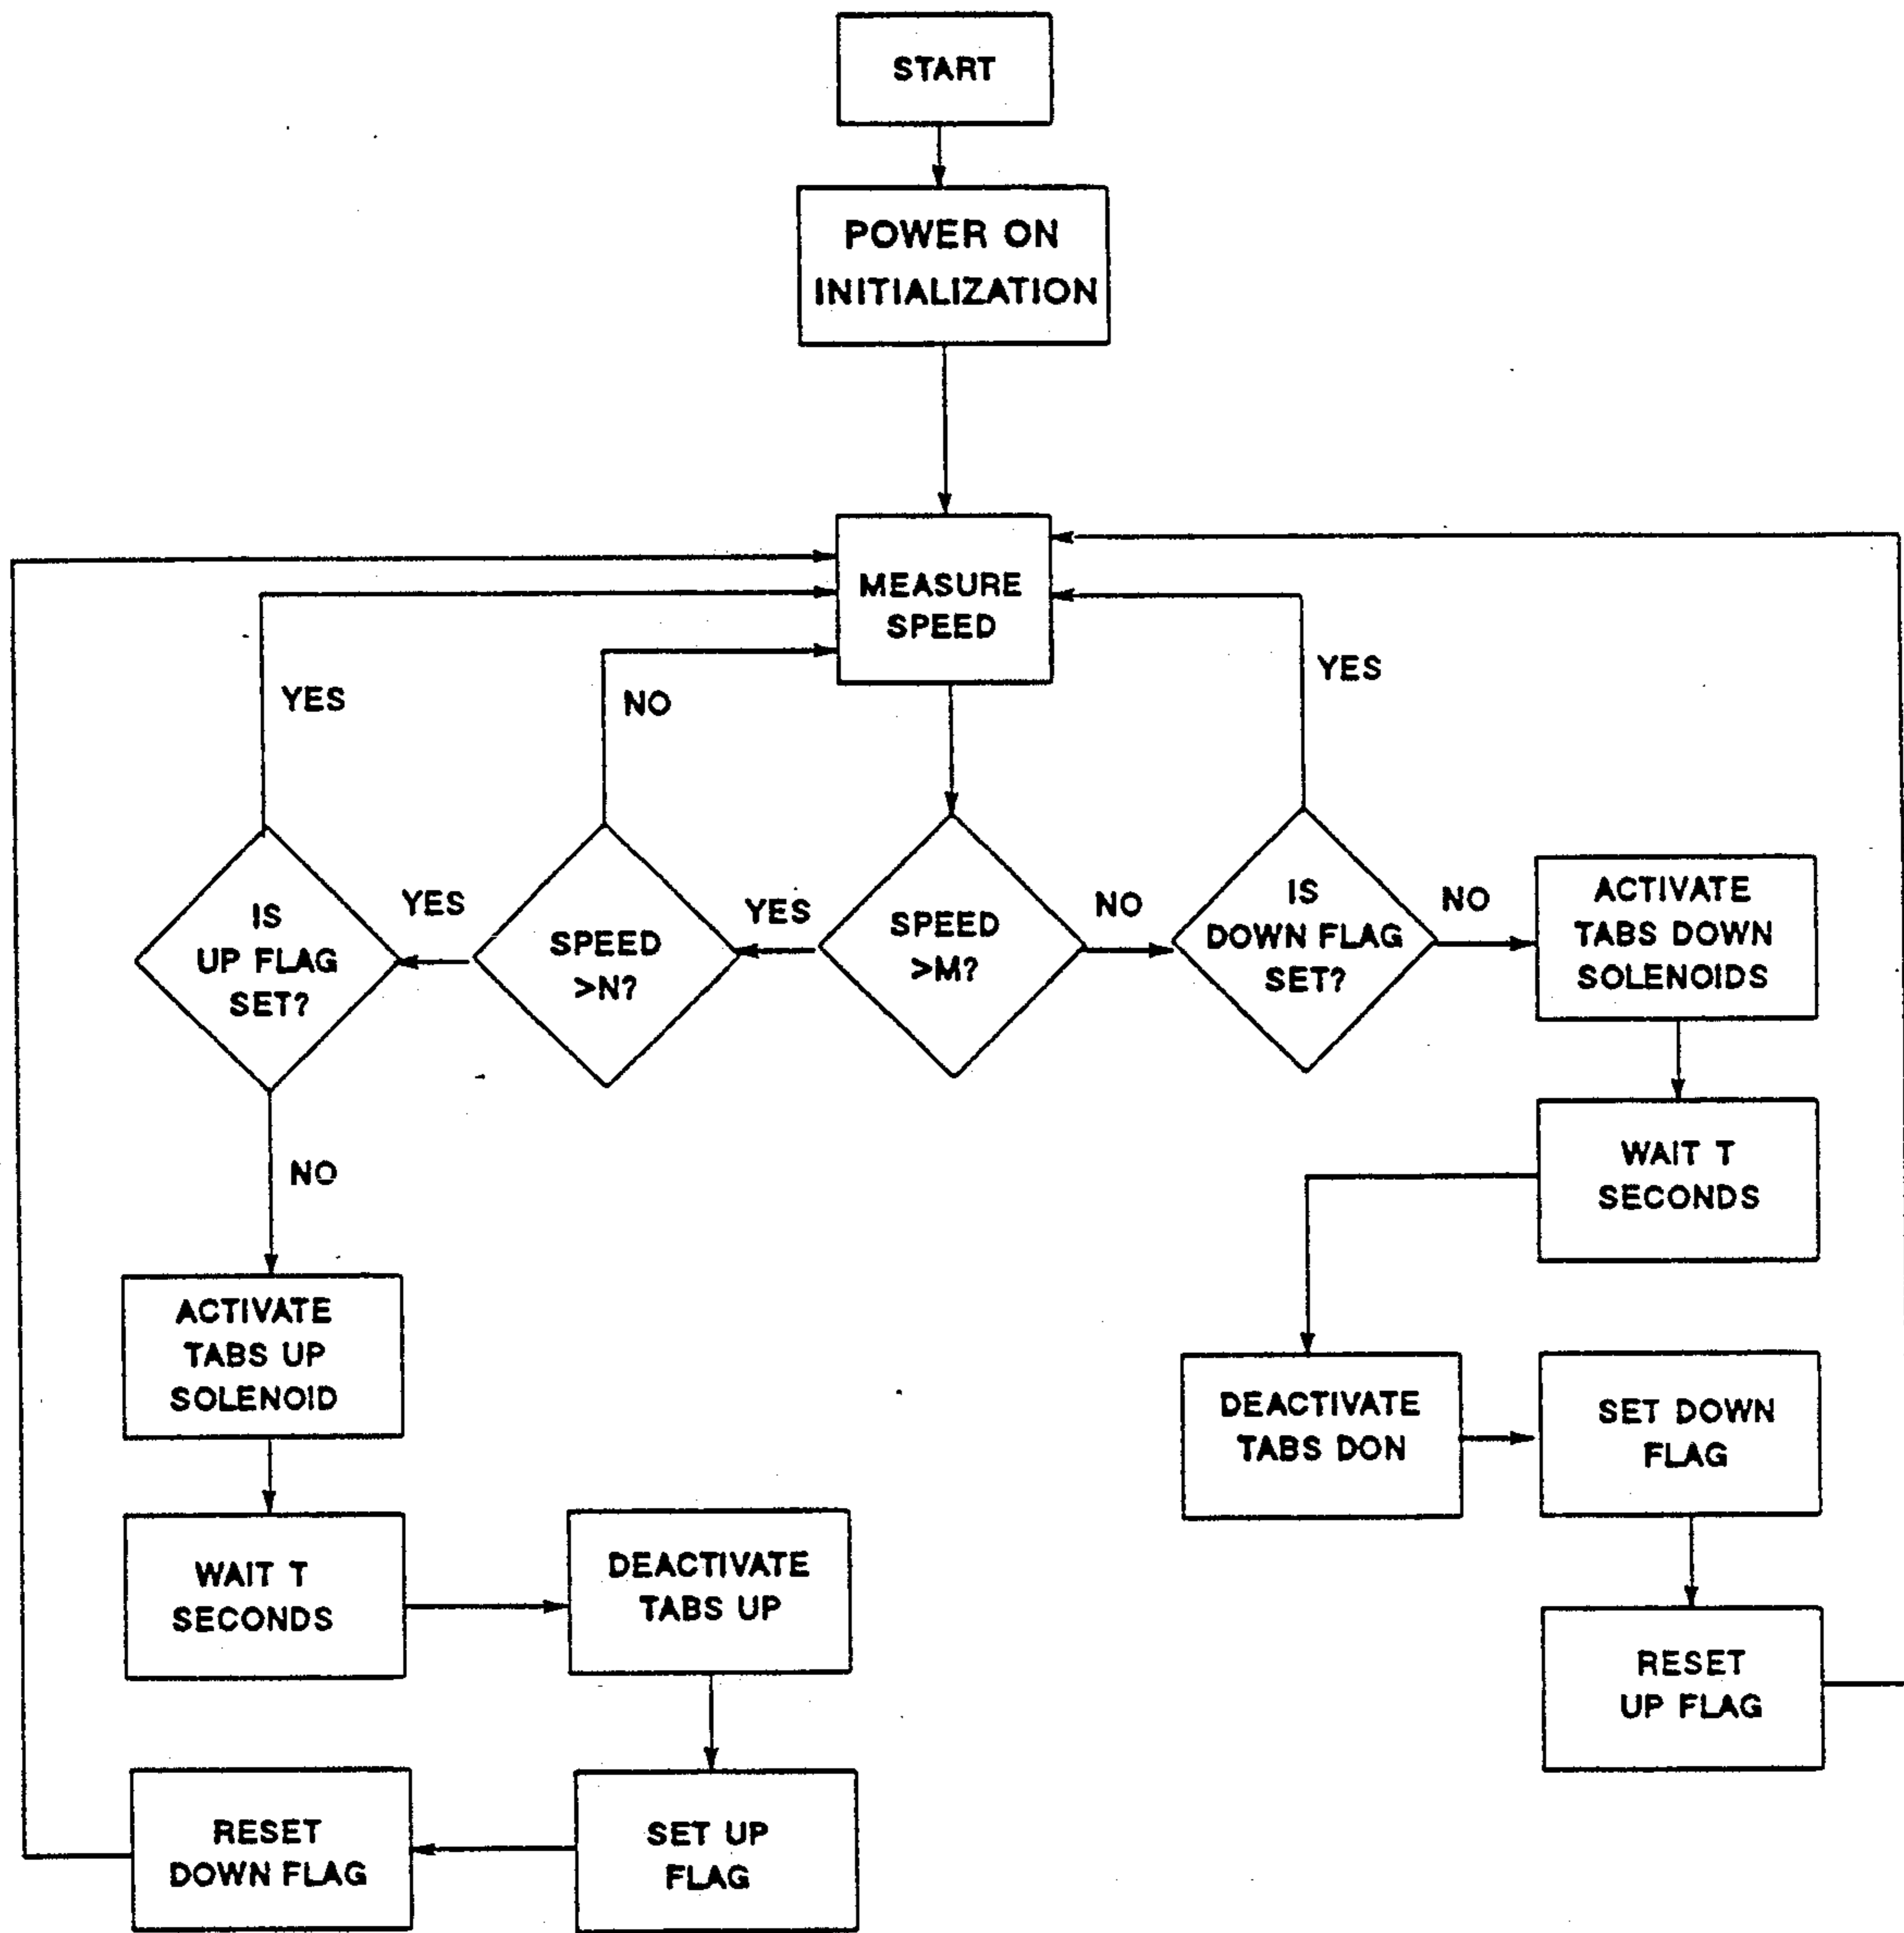 START
POWER ON
INITIALIZATION
MEASURE
SPEED
YES
NO
YES
IS
UP FLAG
SET?
YES
SPEED
>N?
YES
SPEED
>M?
NO
IS
DOWN FLAG
SET?
NO
ACTIVATE
TABS DOWN
SOLENOIDS
NO
WAIT T
SECONDS
ACTIVATE
TABS UP
SOLENOID
DEACTIVATE
TABS DON
SET DOWN
FLAG
WAIT T
SECONDS
DEACTIVATE
TABS UP
RESET
UP FLAG
RESET
DOWN FLAG
SET UP
FLAG